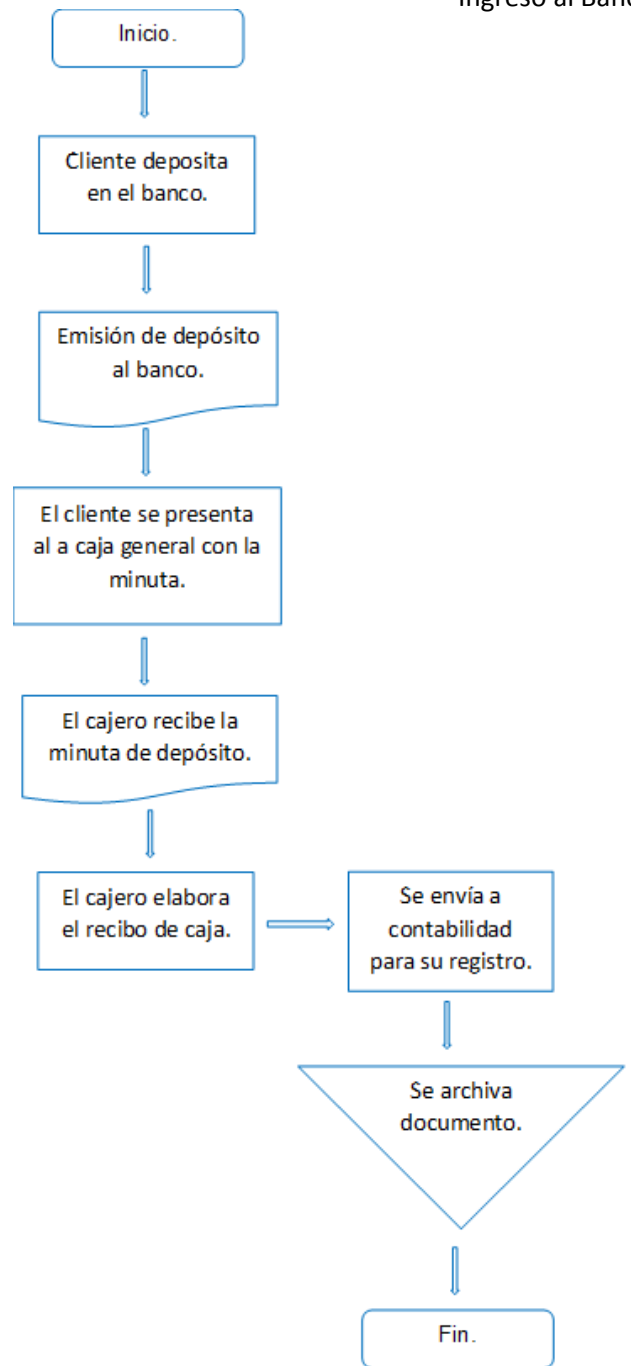 Ingreso al Banc
Inicio.
Cliente deposita
en el banco.
Emisión de depósito
al banco.
El cliente se presenta
al a caja general con la
minuta.
El cajero recibe la
minuta de depósito.
El cajero elabora
el recibo de caja.
Se envía a
contabilidad
para su registro.
Se archiva
documento.
Fin.